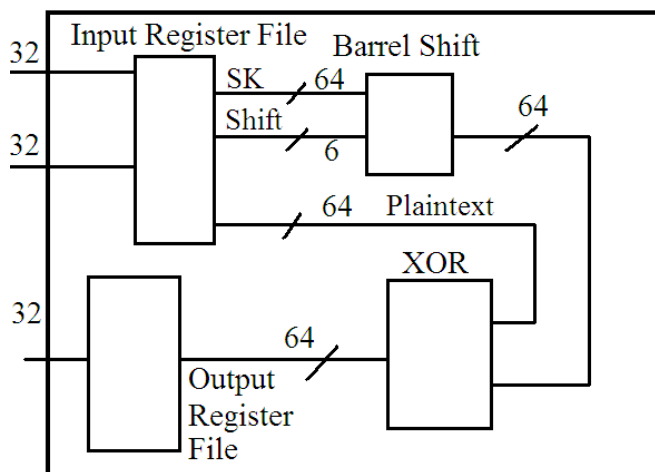 Input Register File
Barrel Shift
32
SK
64
64
Shift
32
6
64
Plaintext
XOR
32
64
Output
Register
File